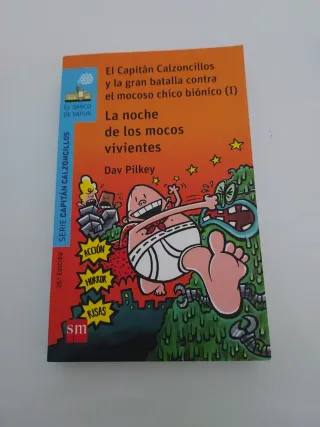 El Capitán Calzoncillos
y la gran batalla contra
el mocoso chico biónico (I)
La noche
de los mocos
vivientes
Dav Pilkey
EL BARCO
DE VAPOR
SERIE CAPITÁN CALZONCILLOS
ACCIÓN
HORROR
RISAS
sm